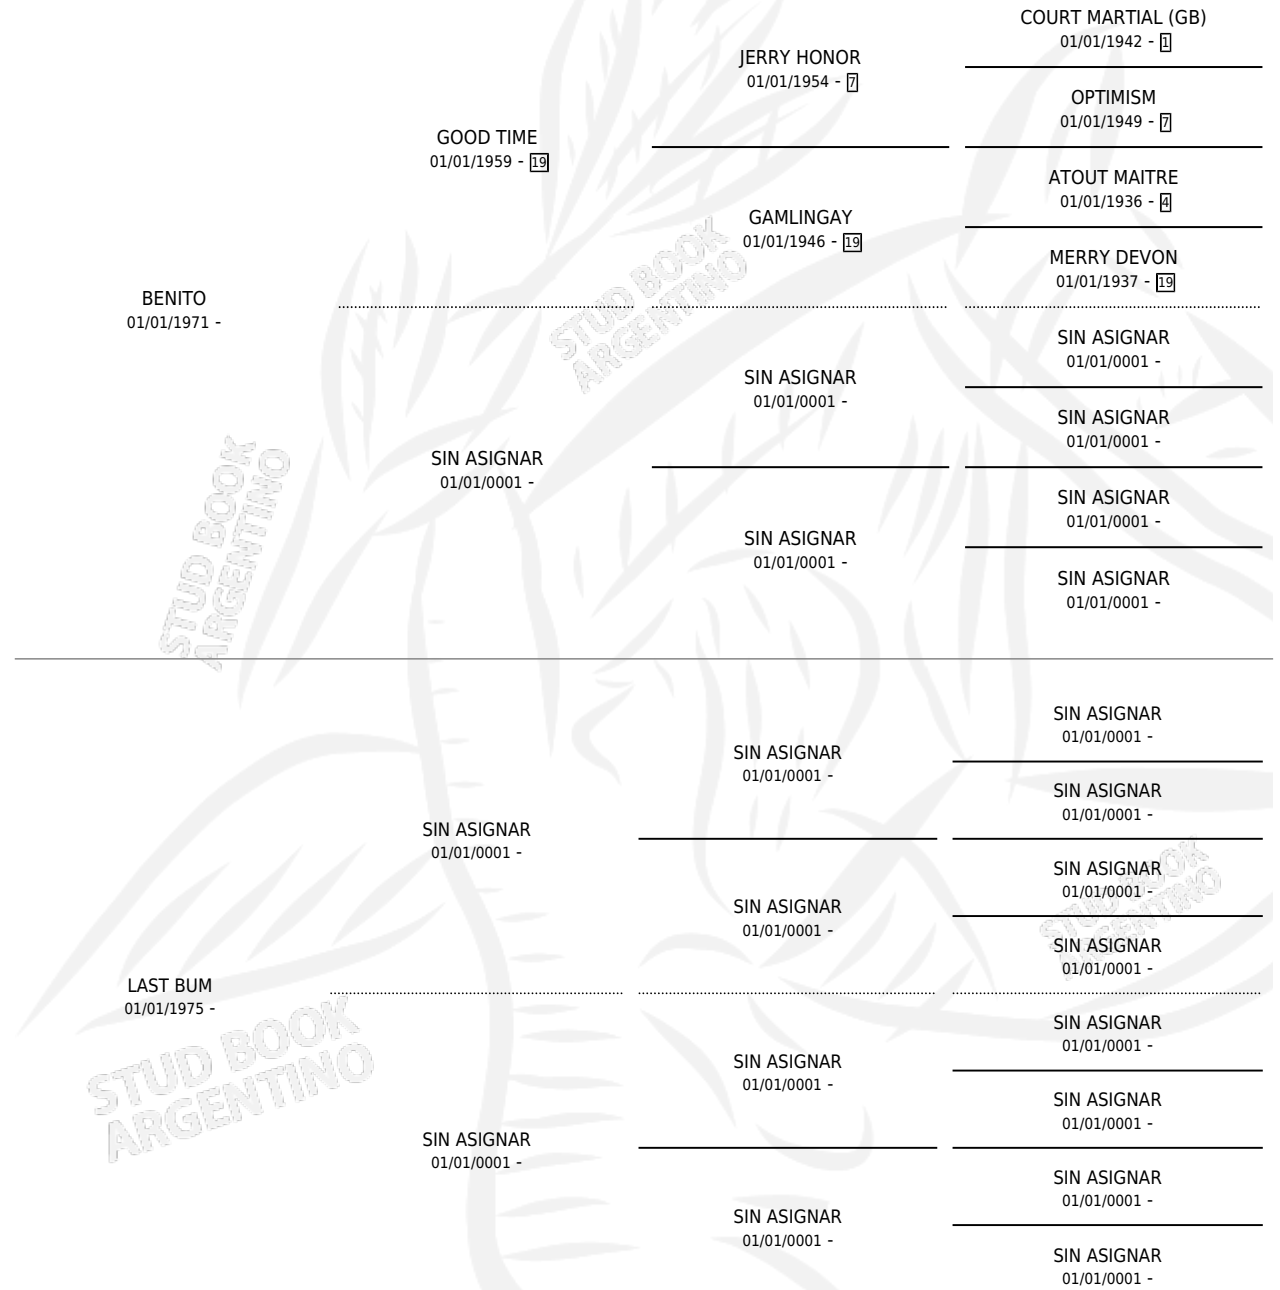 COURT MARTIAL (GB)
01/01/1942 - 1
JERRY HONOR
01/01/1954 - 7
OPTIMISM
01/01/1949 - 7
GOOD TIME
01/01/1959 - 19
ATOUT MAITRE
01/01/1936 - 4
GAMLINGAY
01/01/1946 - 19
MERRY DEVON
01/01/1937 - 19
BENITO
01/01/1971 -
SIN ASIGNAR
01/01/0001 -
SIN ASIGNAR
01/01/0001 -
SIN ASIGNAR
01/01/0001 -
SIN ASIGNAR
01/01/0001 -
SIN ASIGNAR
01/01/0001 -
SIN ASIGNAR
01/01/0001 -
SIN ASIGNAR
01/01/0001 -
STUD BOOK
ARGENTINO
STUD BOOK
ARGENTINO
SIN ASIGNAR
01/01/0001 -
SIN ASIGNAR
01/01/0001 -
SIN ASIGNAR
01/01/0001 -
SIN ASIGNAR
01/01/0001 -
SIN ASIGNAR
01/01/0001 -
SIN ASIGNAR
01/01/0001 -
SIN ASIGNAR
01/01/0001 -
LAST BUM
01/01/1975 -
SIN ASIGNAR
01/01/0001 -
SIN ASIGNAR
01/01/0001 -
SIN ASIGNAR
01/01/0001 -
SIN ASIGNAR
01/01/0001 -
SIN ASIGNAR
01/01/0001 -
SIN ASIGNAR
01/01/0001 -
SIN ASIGNAR
01/01/0001 -
STUD BOOK
ARGENTINO
STUD BOOK
ARGENTINO